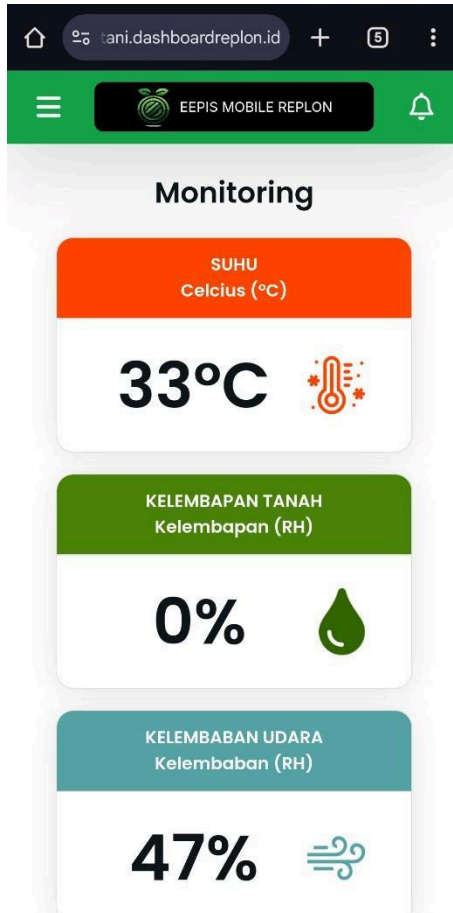 tani.dashboardreplon.id
5
EEPIS MOBILE REPLON
Monitoring
SUHU
Celcius (°C)
33°C
KELEMBAPAN TANAH
Kelembapan (RH)
0%
KELEMBABAN UDARA
Kelembaban (RH)
47%